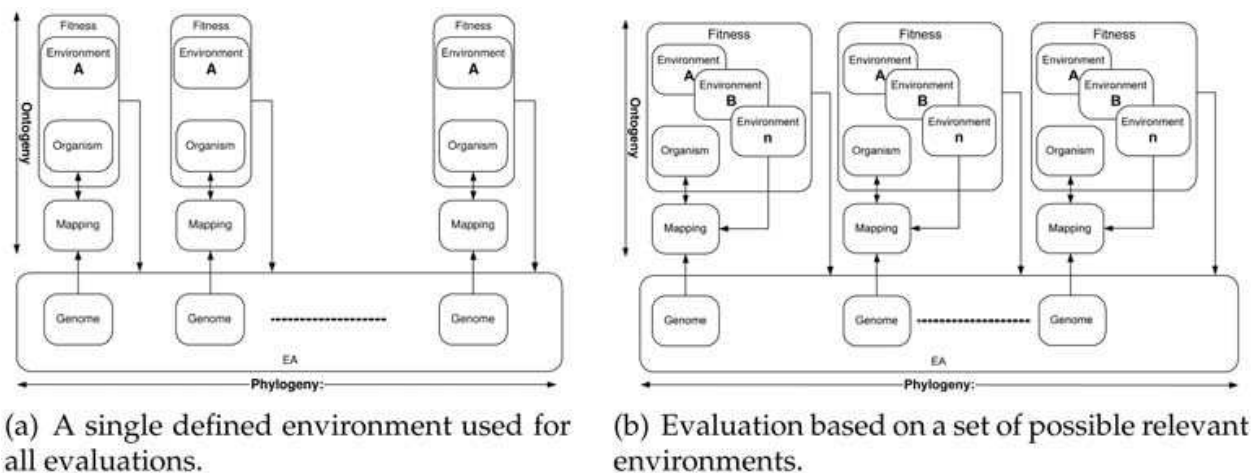 Fitness
Environment
A
Organism
Mapping
Genome
Fitness
Environment
A
Organism
Mapping
Genome
Fitness
Environment
A
Organism
Mapping
Genome
Ontogeny
EA
Phylogeny:
(a) A single defined environment used for
all evaluations.
Fitness
Environment
A
Environment
B
Environment
n
Organism
Mapping
Genome
Fitness
Environment
A
Environment
B
Environment
n
Organism
Mapping
Genome
Fitness
Environment
A
Environment
B
Environment
n
Organism
Mapping
Genome
Ontogeny
EA
Phylogeny:
(b) Evaluation based on a set of possible relevant
environments.